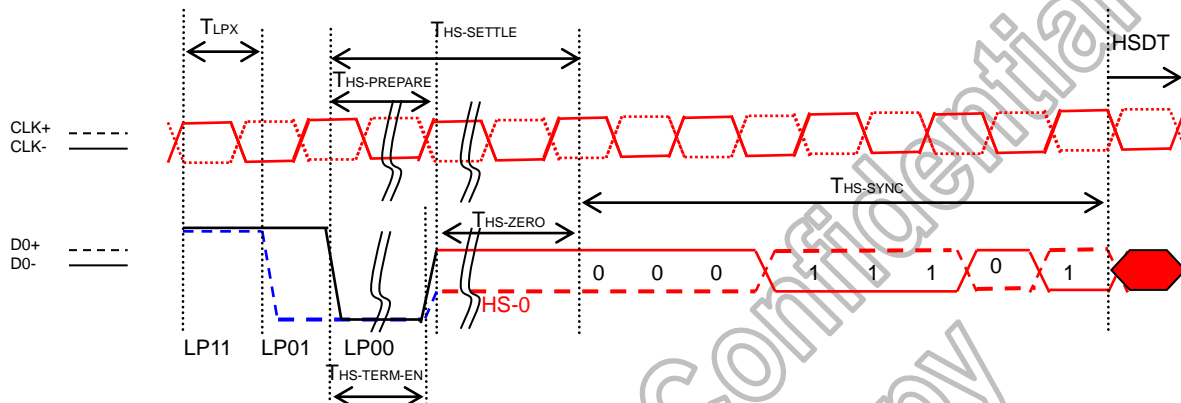 TLPX
THS-SETTLE
HSDT
THS-PREPARE
CLK+
CLK-
THS-SYNC
THS-ZERO
D0+
D0-
0 0 0 1 1 1 0 1
HS-0
LP11 LP01 LP00
THS-TERM-EN
Confidential